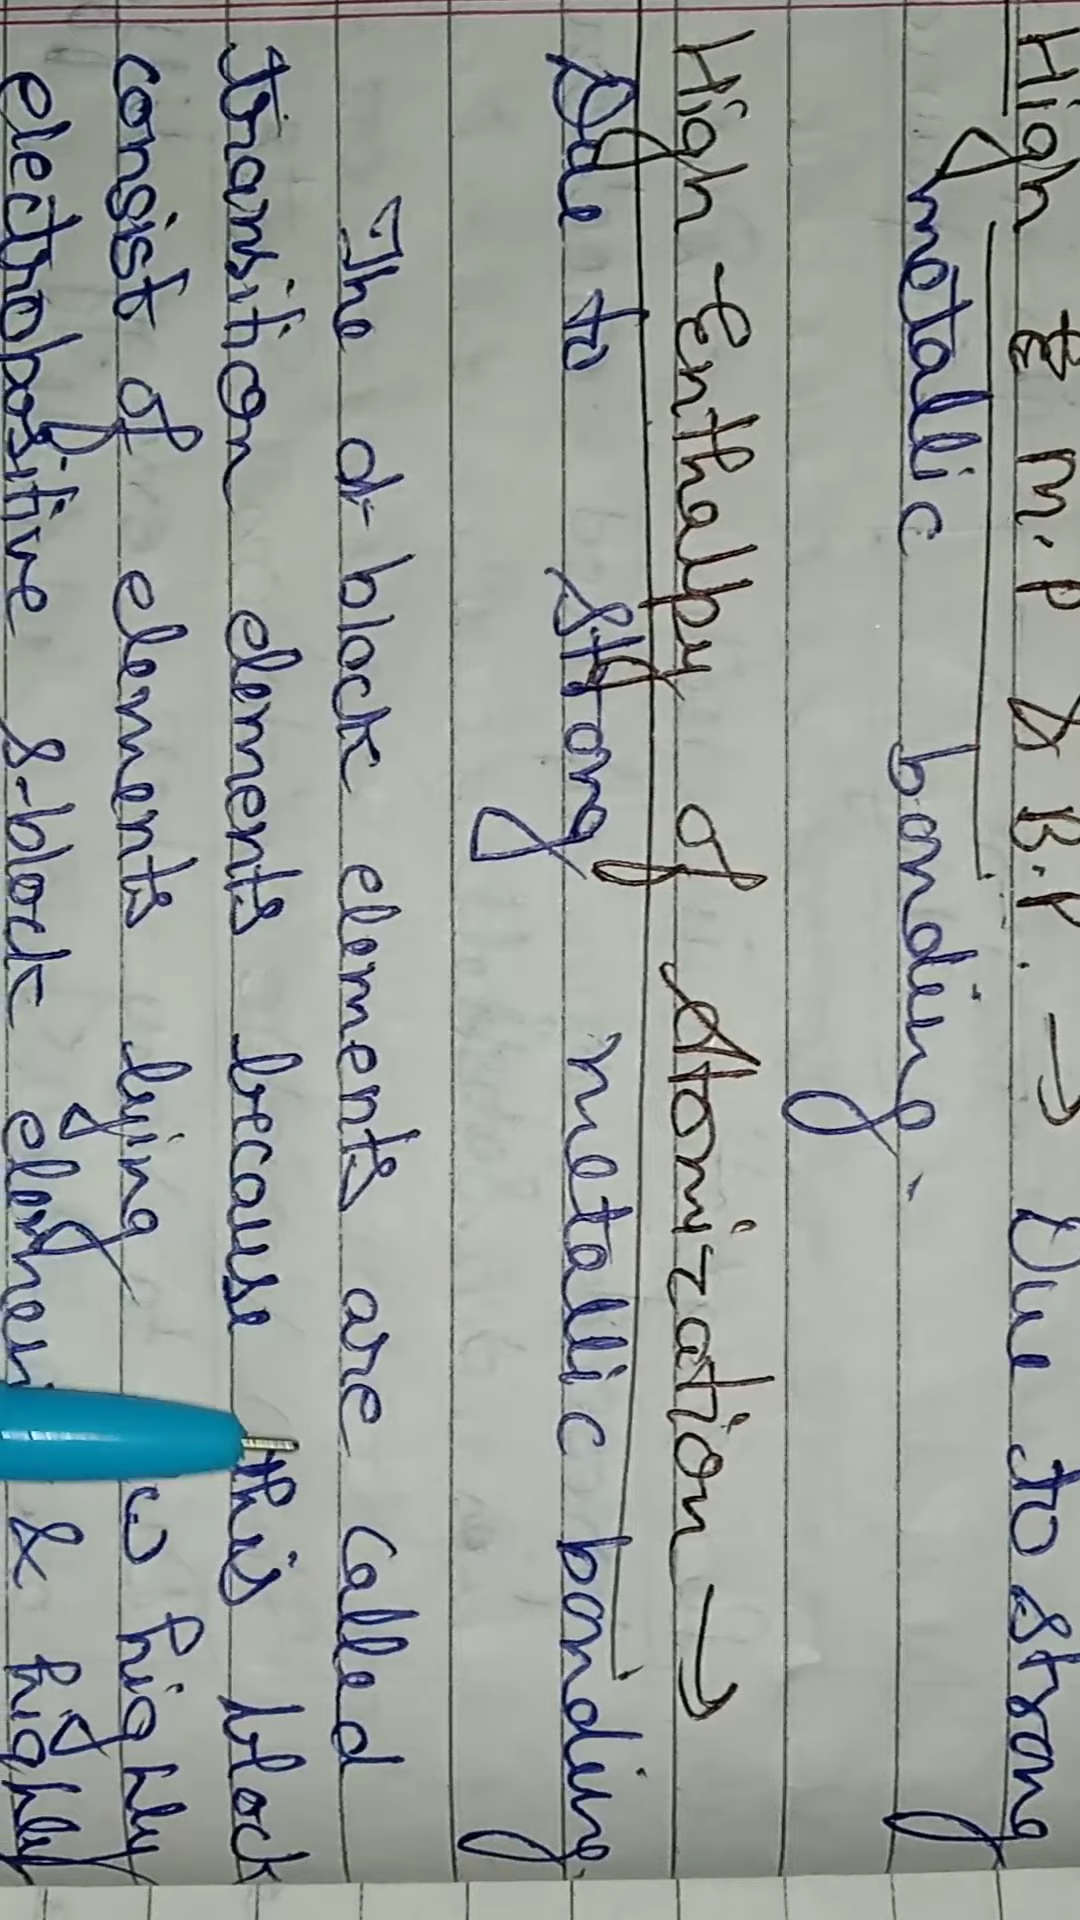 High & M.P & B.P. → Due to strong
metallic bonding.
High Enthalpy of Atomization →
Due to strong metallic bonding.
The d-block elements are called
transition elements because this block
consist of elements lying highly
electropositive s-block & highly